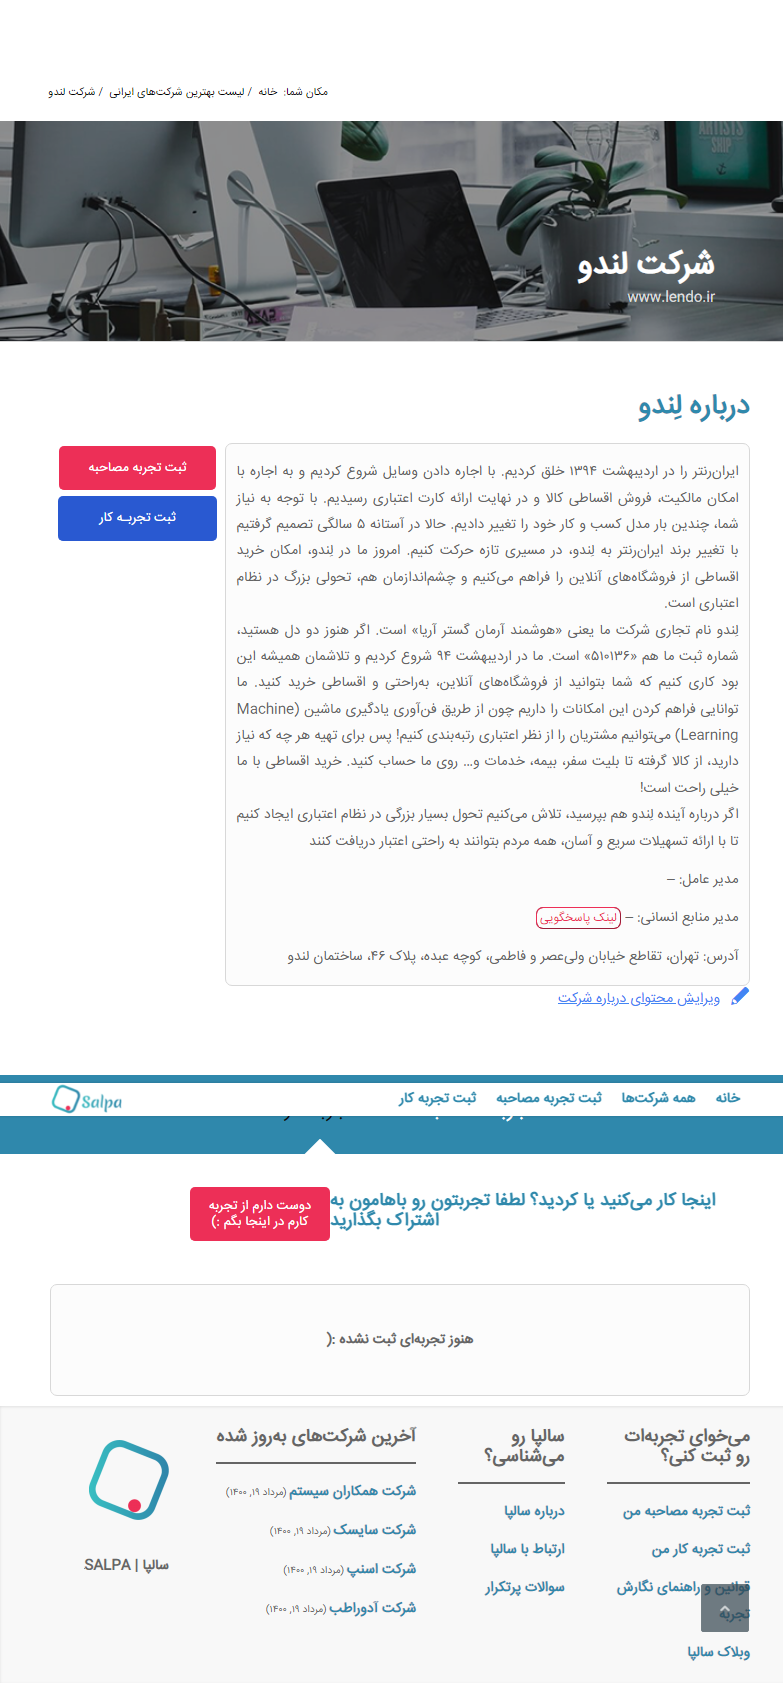 مکان شما: خانه / لیست بهترین شرکت‌های ایرانی / شرکت لندو
ARTISTS
SHIP
شرکت لندو
www.lendo.ir
درباره لِندو
ثبت تجربه مصاحبه
ثبت تجربـه کار
ایران‌رنتر را در اردیبهشت ۱۳۹۴ خلق کردیم. با اجاره دادن وسایل شروع کردیم و به اجاره با
امکان مالکیت، فروش اقساطی کالا و در نهایت ارائه کارت اعتباری رسیدیم. با توجه به نیاز
شما، چندین بار مدل کسب و کار خود را تغییر دادیم. حالا در آستانه ۵ سالگی تصمیم گرفتیم
با تغییر برند ایران‌رنتر به لِندو، در مسیری تازه حرکت کنیم. امروز ما در لِندو، امکان خرید
اقساطی از فروشگاه‌های آنلاین را فراهم می‌کنیم و چشم‌اندازمان هم، تحولی بزرگ در نظام
اعتباری است.
لِندو نام تجاری شرکت ما یعنی «هوشمند آرمان گستر آریا» است. اگر هنوز دو دل هستید،
شماره ثبت ما هم «۵۱۰۱۳۶» است. ما در اردیبهشت ۹۴ شروع کردیم و تلاشمان همیشه این
بود کاری کنیم که شما بتوانید از فروشگاه‌های آنلاین، به‌راحتی و اقساطی خرید کنید. ما
توانایی فراهم کردن این امکانات را داریم چون از طریق فن‌آوری یادگیری ماشین (Machine
Learning) می‌توانیم مشتریان را از نظر اعتباری رتبه‌بندی کنیم! پس برای تهیه هر چه که نیاز
دارید، از کالا گرفته تا بلیت سفر، بیمه، خدمات و… روی ما حساب کنید. خرید اقساطی با ما
خیلی راحت است!
اگر درباره آینده لِندو هم بپرسید، تلاش می‌کنیم تحول بسیار بزرگی در نظام اعتباری ایجاد کنیم
تا با ارائه تسهیلات سریع و آسان، همه مردم بتوانند به راحتی اعتبار دریافت کنند
مدیر عامل: –
مدیر منابع انسانی: – لینک پاسخگویی
آدرس: تهران، تقاطع خیابان ولی‌عصر و فاطمی، کوچه عبده، پلاک ۴۶، ساختمان لندو
ویرایش محتوای درباره شرکت
خانه همه شرکت‌ها ثبت تجربه مصاحبه ثبت تجربه کار
Salpa
اینجا کار می‌کنید یا کردید؟ لطفا تجربتون رو باهامون به
اشتراک بگذارید
دوست دارم از تجربه
کارم در اینجا بگم :)
هنوز تجربه‌ای ثبت نشده :(
می‌خوای تجربه‌ات
رو ثبت کنی؟
ثبت تجربه مصاحبه من
ثبت تجربه کار من
قوانین و راهنمای نگارش
تجربه
وبلاک سالپا
سالپا رو
می‌شناسی؟
درباره سالپا
ارتباط با سالپا
سوالات پرتکرار
آخرین شرکت‌های به‌روز شده
شرکت همکاران سیستم (مرداد ۱۹, ۱۴۰۰)
شرکت سایسک (مرداد ۱۹, ۱۴۰۰)
شرکت اسنپ (مرداد ۱۹, ۱۴۰۰)
شرکت آدوراطب (مرداد ۱۹, ۱۴۰۰)
سالپا | SALPA